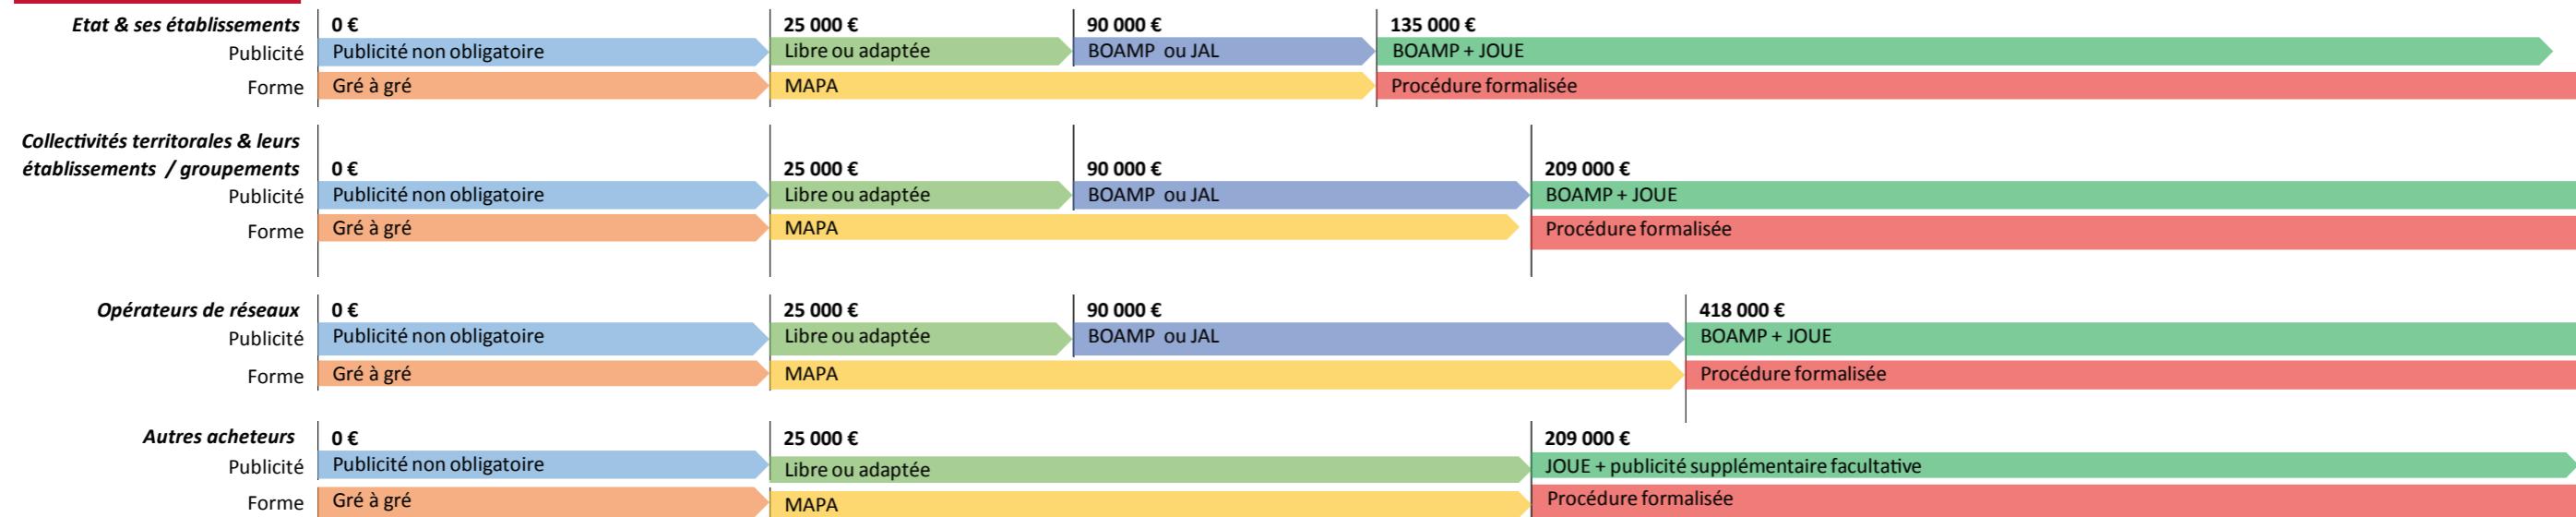 Etat & ses établissements 0 € 25 000 € 90 000 € 135 000 €
Publicité Publicité non obligatoire Libre ou adaptée BOAMP ou JAL BOAMP + JOUE
Forme Gré à gré MAPA Procédure formalisée
Collectivités territoriales & leurs
établissements / groupements 0 € 25 000 € 90 000 € 209 000 €
Publicité Publicité non obligatoire Libre ou adaptée BOAMP ou JAL BOAMP + JOUE
Forme Gré à gré MAPA Procédure formalisée
Opérateurs de réseaux 0 € 25 000 € 90 000 € 418 000 €
Publicité Publicité non obligatoire Libre ou adaptée BOAMP ou JAL BOAMP + JOUE
Forme Gré à gré MAPA Procédure formalisée
Autres acheteurs 0 € 25 000 € 209 000 €
Publicité Publicité non obligatoire Libre ou adaptée JOUE + publicité supplémentaire facultative
Forme Gré à gré MAPA Procédure formalisée